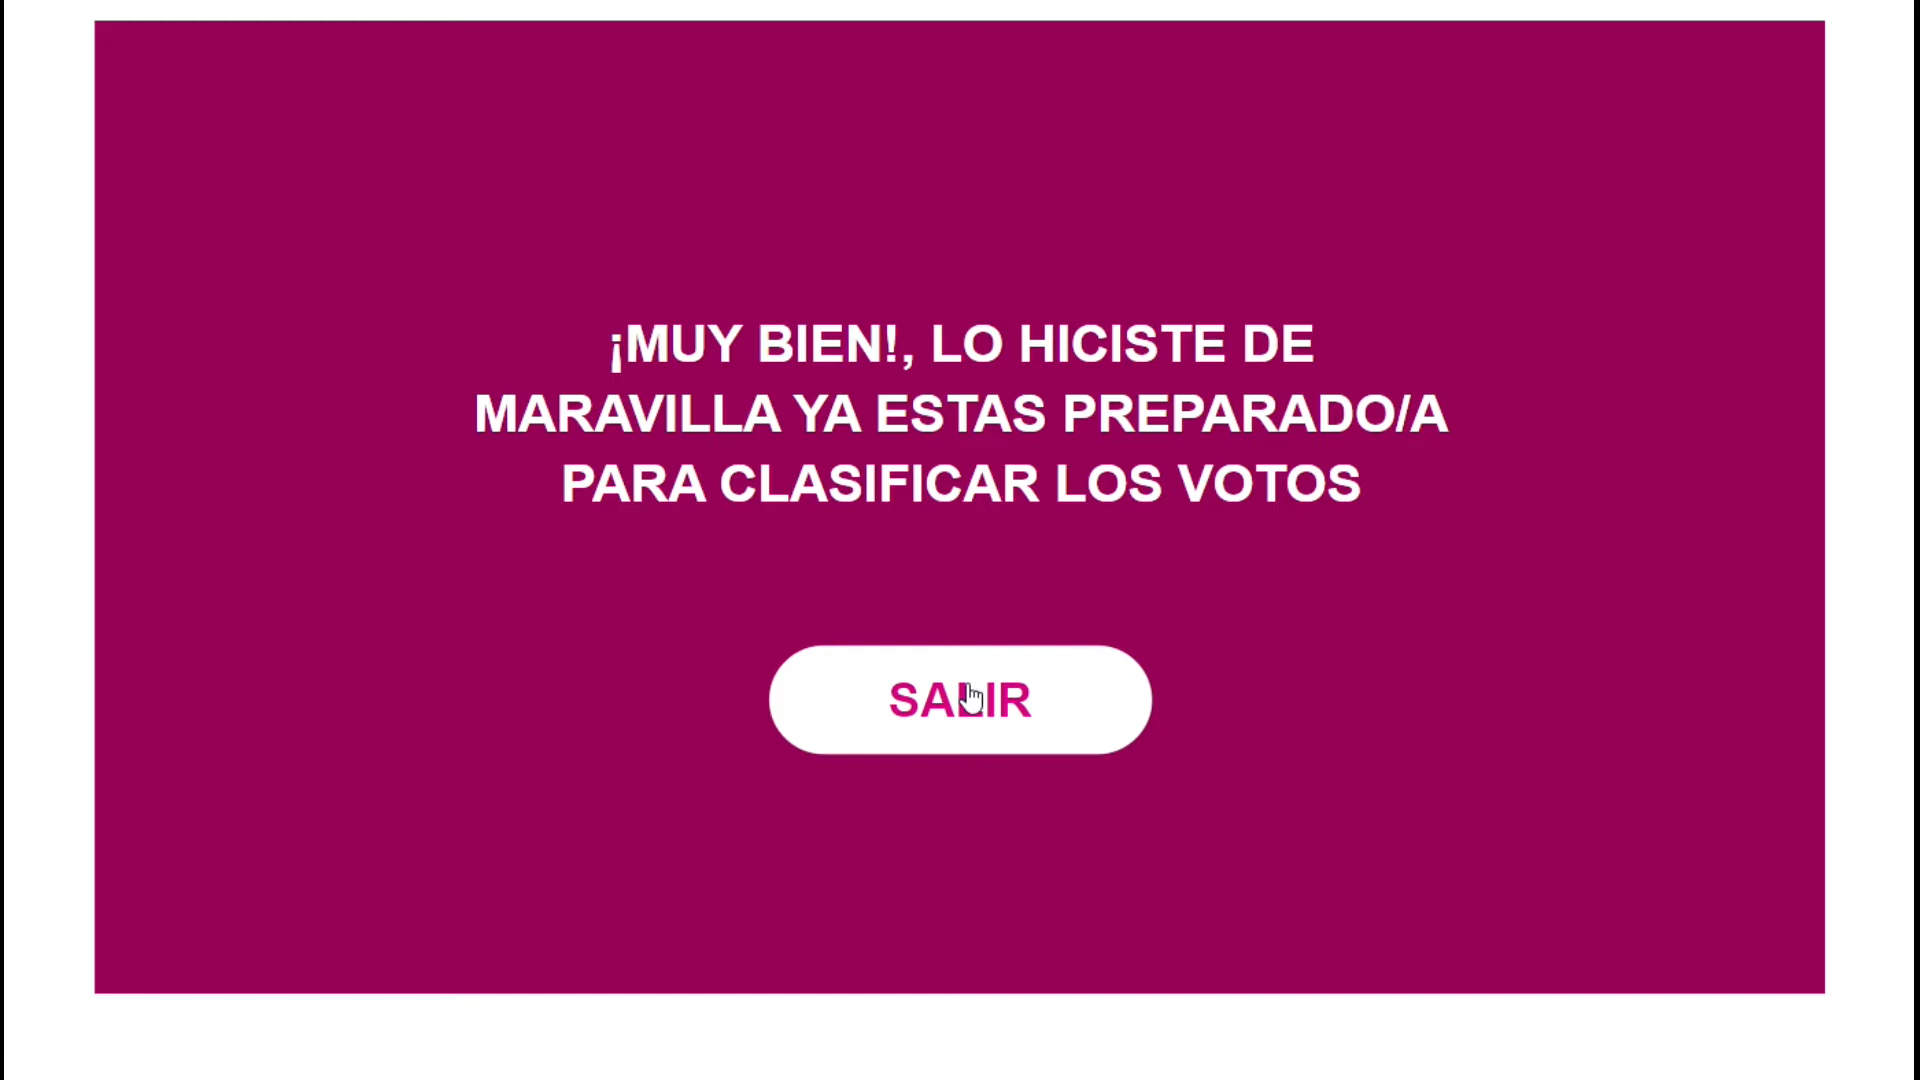 ¡MUY BIEN!, LO HICISTE DE
MARAVILLA YA ESTAS PREPARADO/A
PARA CLASIFICAR LOS VOTOS
SALIR